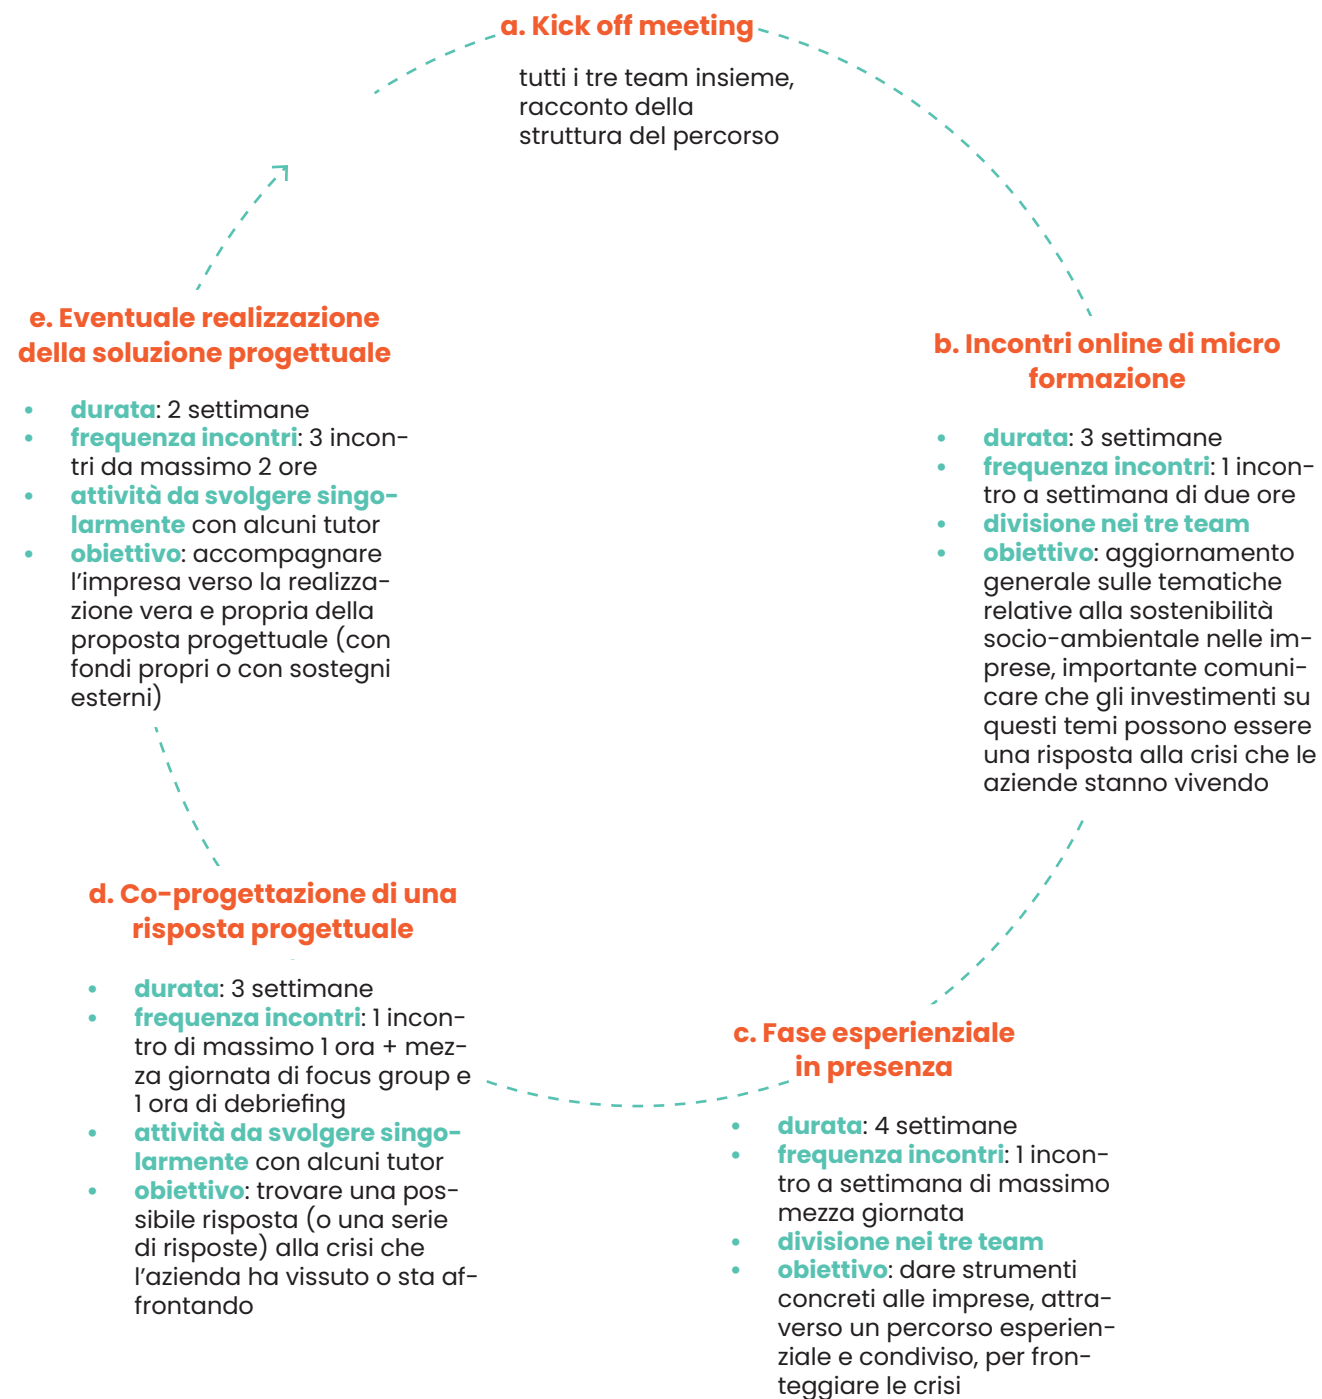 a. Kick off meeting
tutti i tre team insieme,
racconto della
struttura del percorso
b. Incontri online di micro
formazione
• durata: 3 settimane
• frequenza incontri: 1 incon-
tro a settimana di due ore
• divisione nei tre team
• obiettivo: aggiornamento
generale sulle tematiche
relative alla sostenibilità
socio-ambientale nelle im-
prese, importante comuni-
care che gli investimenti su
questi temi possono essere
una risposta alla crisi che le
aziende stanno vivendo
c. Fase esperienziale
in presenza
• durata: 4 settimane
• frequenza incontri: 1 incon-
tro a settimana di massimo
mezza giornata
• divisione nei tre team
• obiettivo: dare strumenti
concreti alle imprese, attra-
verso un percorso esperien-
ziale e condiviso, per fron-
teggiare le crisi
d. Co-progettazione di una
risposta progettuale
• durata: 3 settimane
• frequenza incontri: 1 incon-
tro di massimo 1 ora + mez-
za giornata di focus group e
1 ora di debriefing
• attività da svolgere singo-
larmente con alcuni tutor
• obiettivo: trovare una pos-
sibile risposta (o una serie
di risposte) alla crisi che
l'azienda ha vissuto o sta af-
frontando
e. Eventuale realizzazione
della soluzione progettuale
• durata: 2 settimane
• frequenza incontri: 3 incon-
tri da massimo 2 ore
• attività da svolgere singo-
larmente con alcuni tutor
• obiettivo: accompagnare
l'impresa verso la realizza-
zione vera e propria della
proposta progettuale (con
fondi propri o con sostegni
esterni)